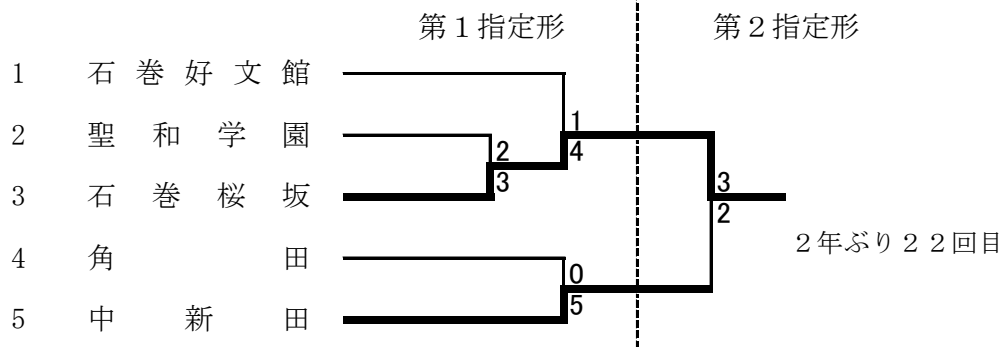 第１指定形 第２指定形
1 石巻好文館
2 聖和学園
3 石巻桜坂
4 角田
5 中新田
1
4
2
3
3
2
0
5
２年ぶり２２回目